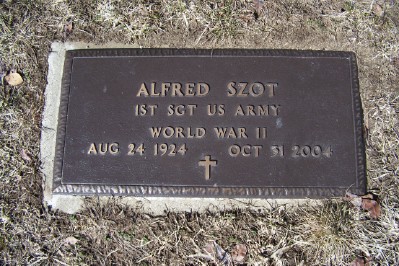 ALFRED SZOT
1ST SGT US ARMY
WORLD WAR II
AUG 24 1924 OCT 31 2004